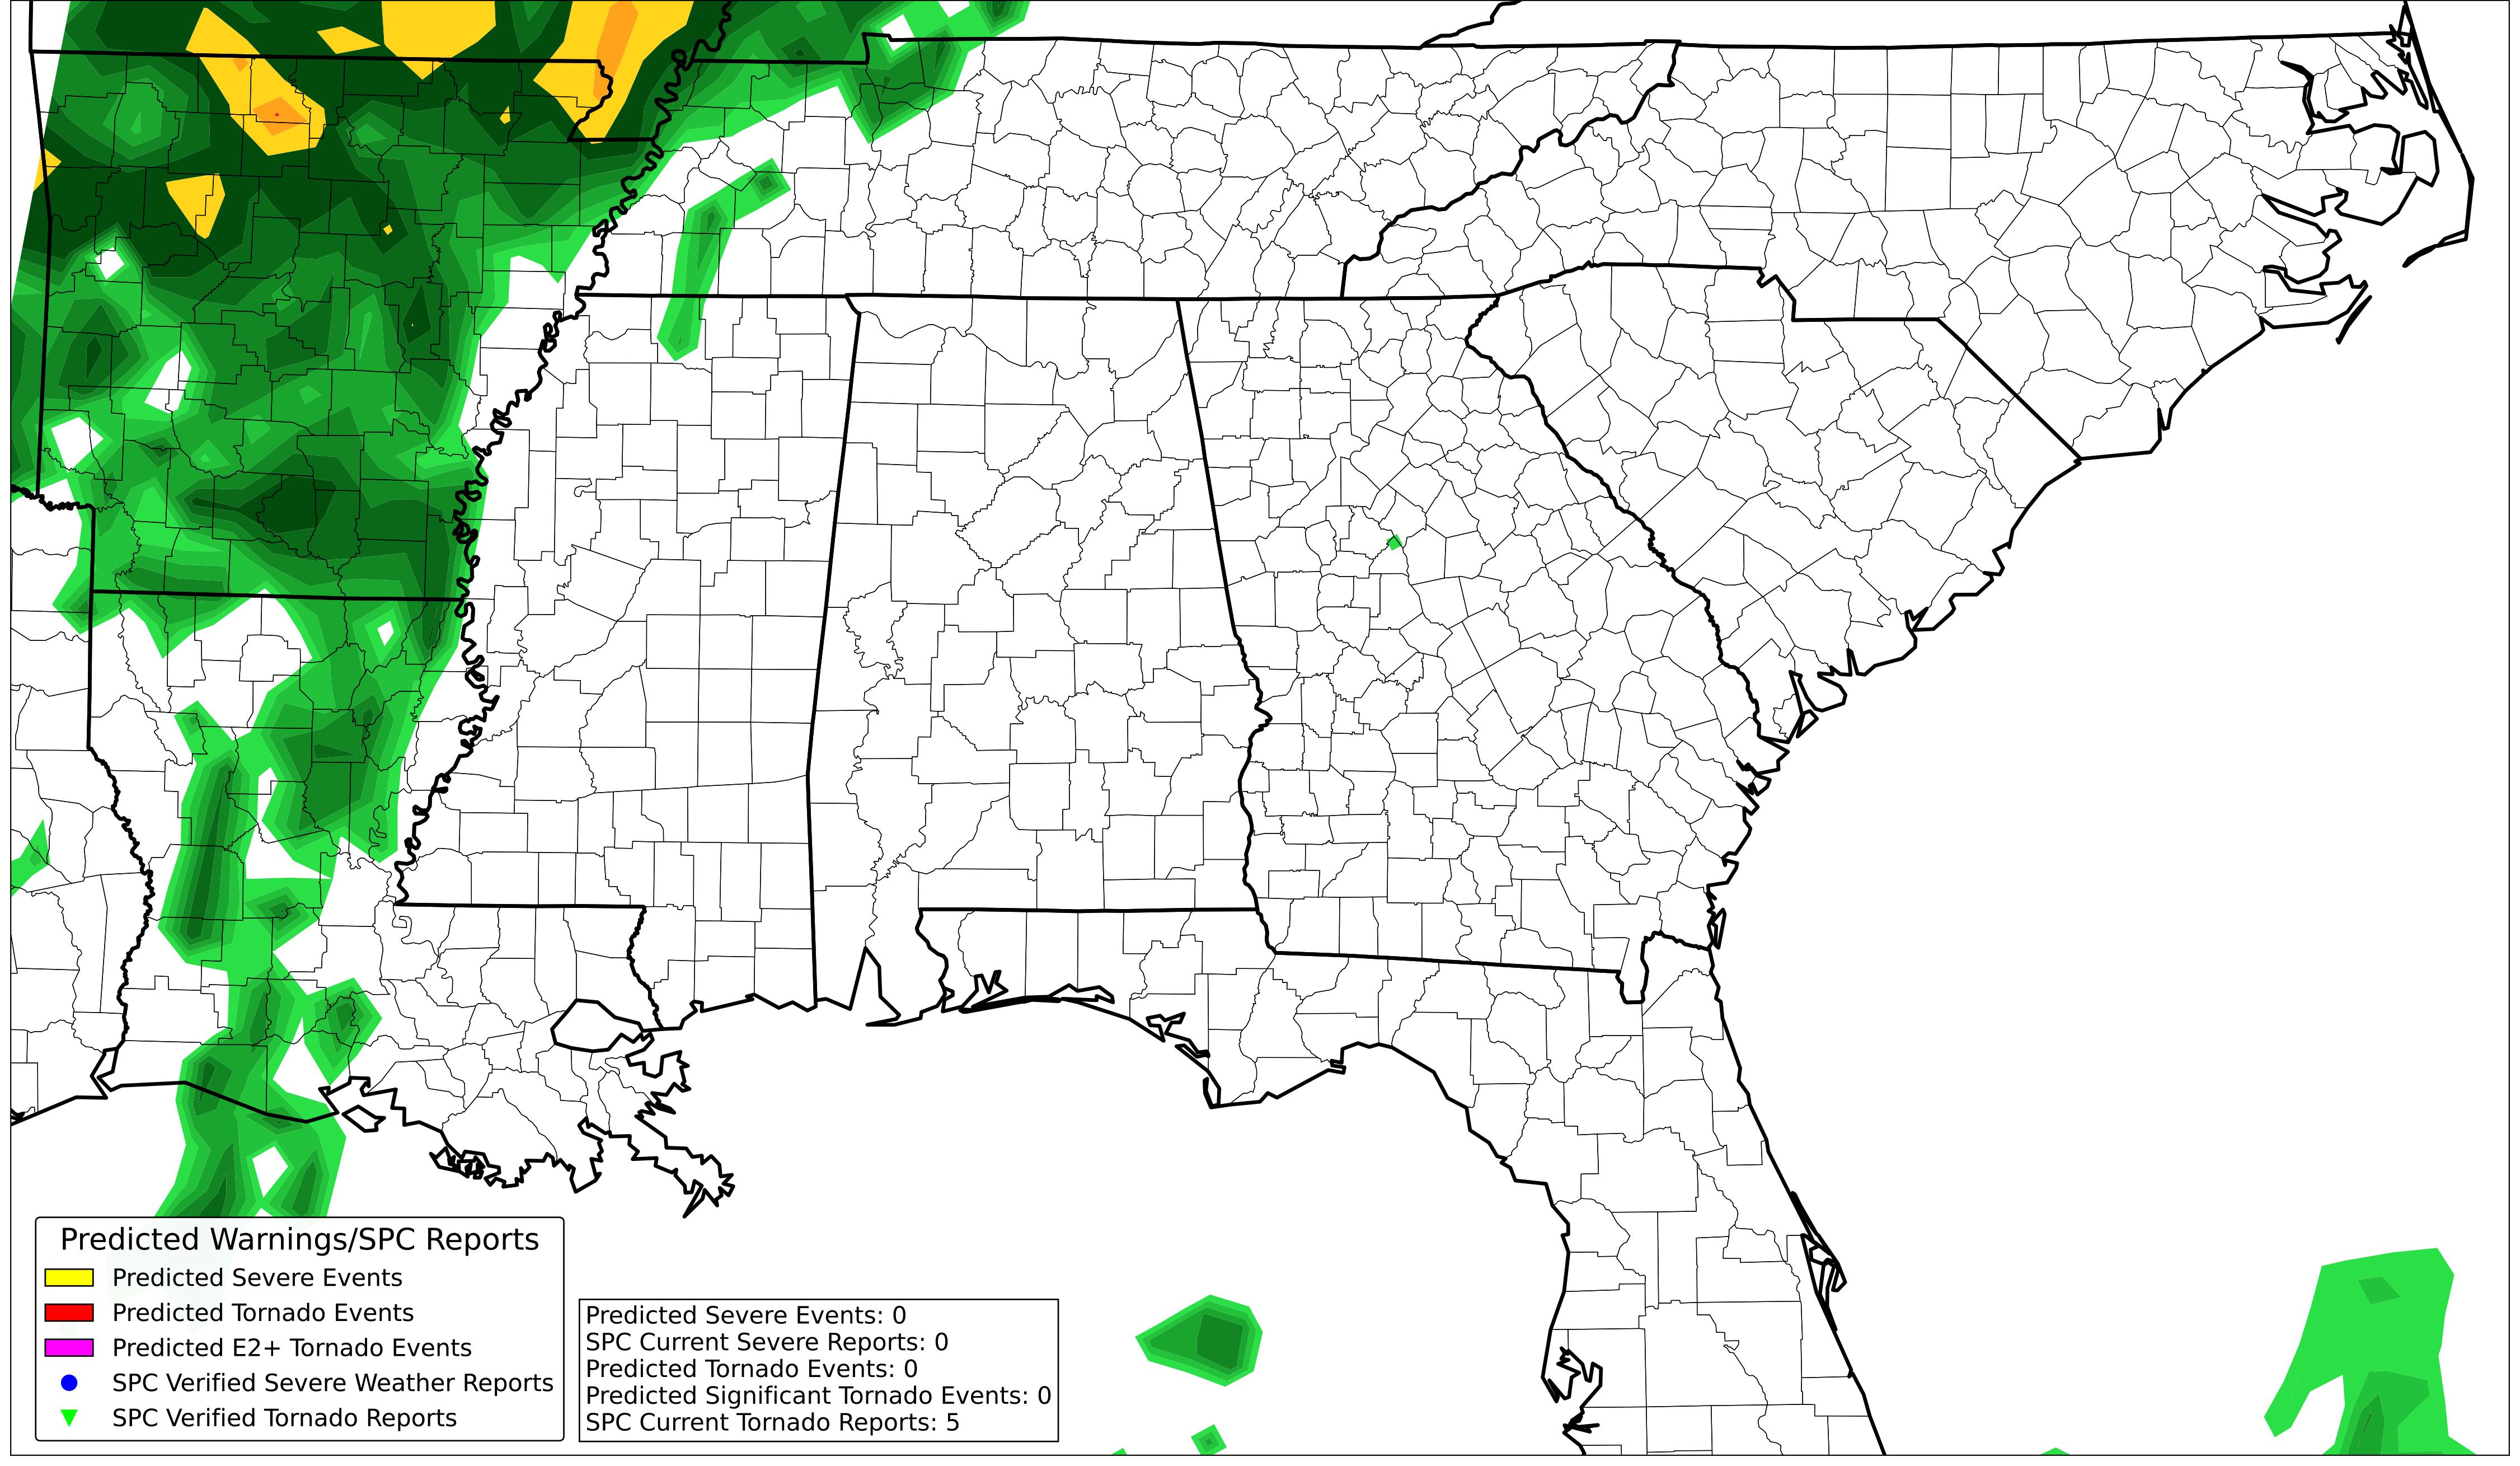 Predicted Warnings/SPC Reports
Predicted Severe Events
Predicted Tornado Events
Predicted E2+ Tornado Events
SPC Verified Severe Weather Reports
SPC Verified Tornado Reports
Predicted Severe Events: 0
SPC Current Severe Reports: 0
Predicted Tornado Events: 0
Predicted Significant Tornado Events: 0
SPC Current Tornado Reports: 5